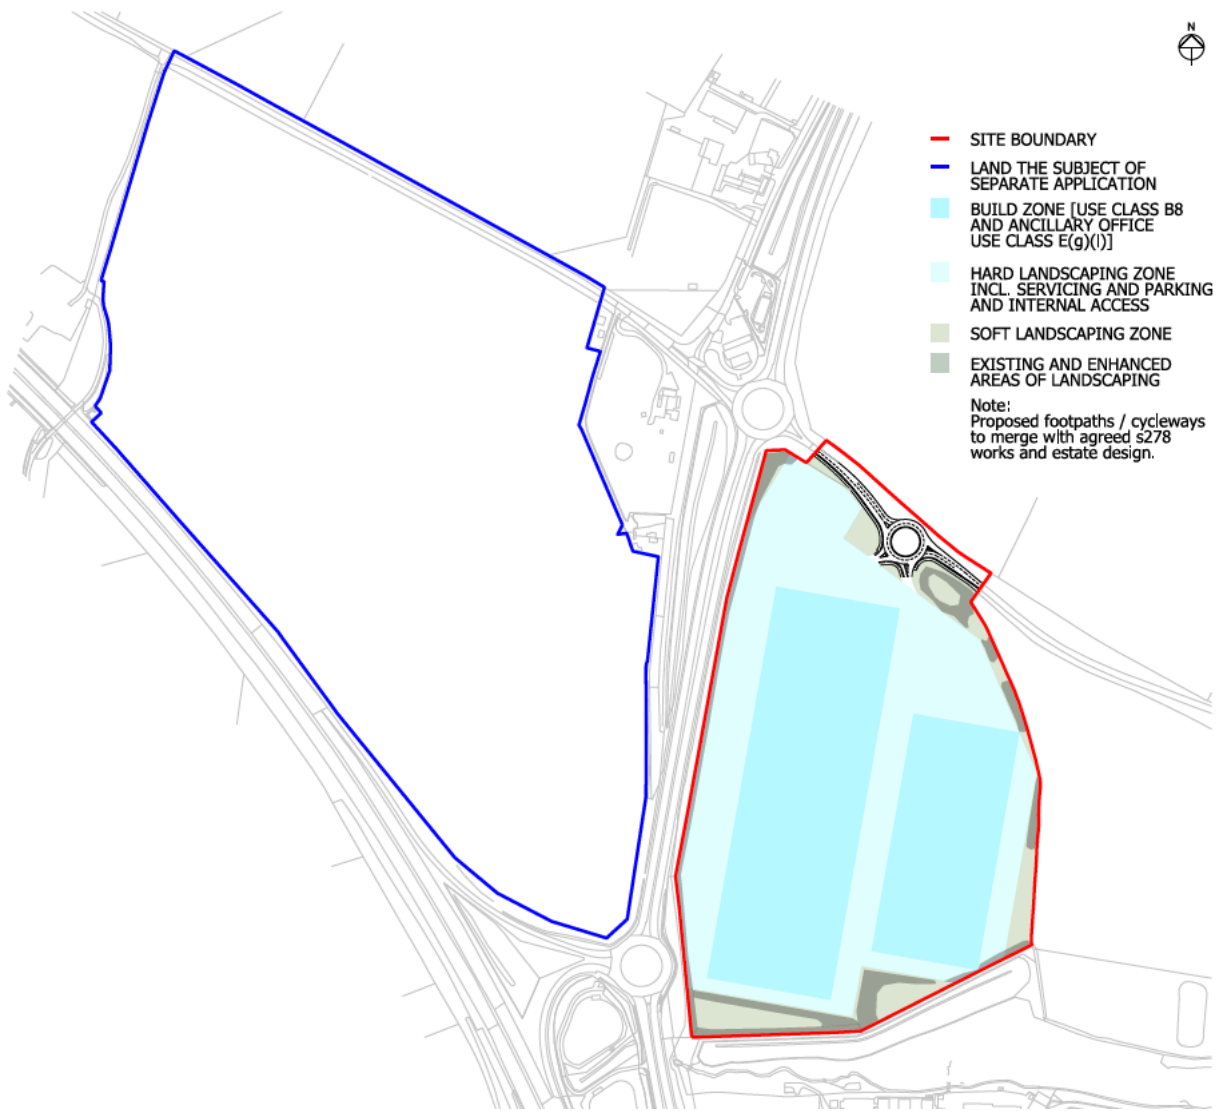 N
SITE BOUNDARY
LAND THE SUBJECT OF
SEPARATE APPLICATION
BUILD ZONE [USE CLASS B8
AND ANCILLARY OFFICE
USE CLASS E(g)(I)]
HARD LANDSCAPING ZONE
INCL. SERVICING AND PARKING
AND INTERNAL ACCESS
SOFT LANDSCAPING ZONE
EXISTING AND ENHANCED
AREAS OF LANDSCAPING
Note:
Proposed footpaths / cycleways
to merge with agreed s278
works and estate design.